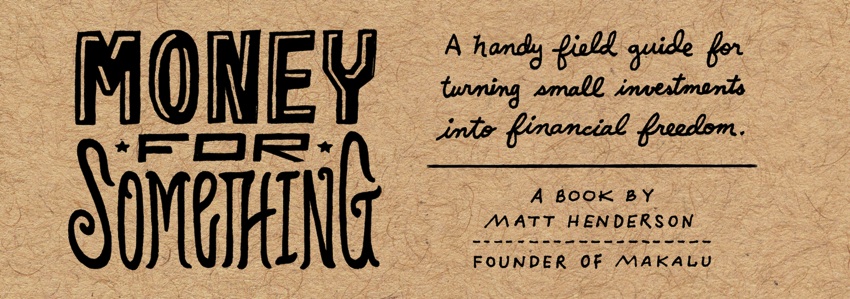 MONEY
★ FOR ★
SOMETHING
A handy field guide for
turning small investments
into financial freedom.
A BOOK BY
MATT HENDERSON
FOUNDER OF MAKALU